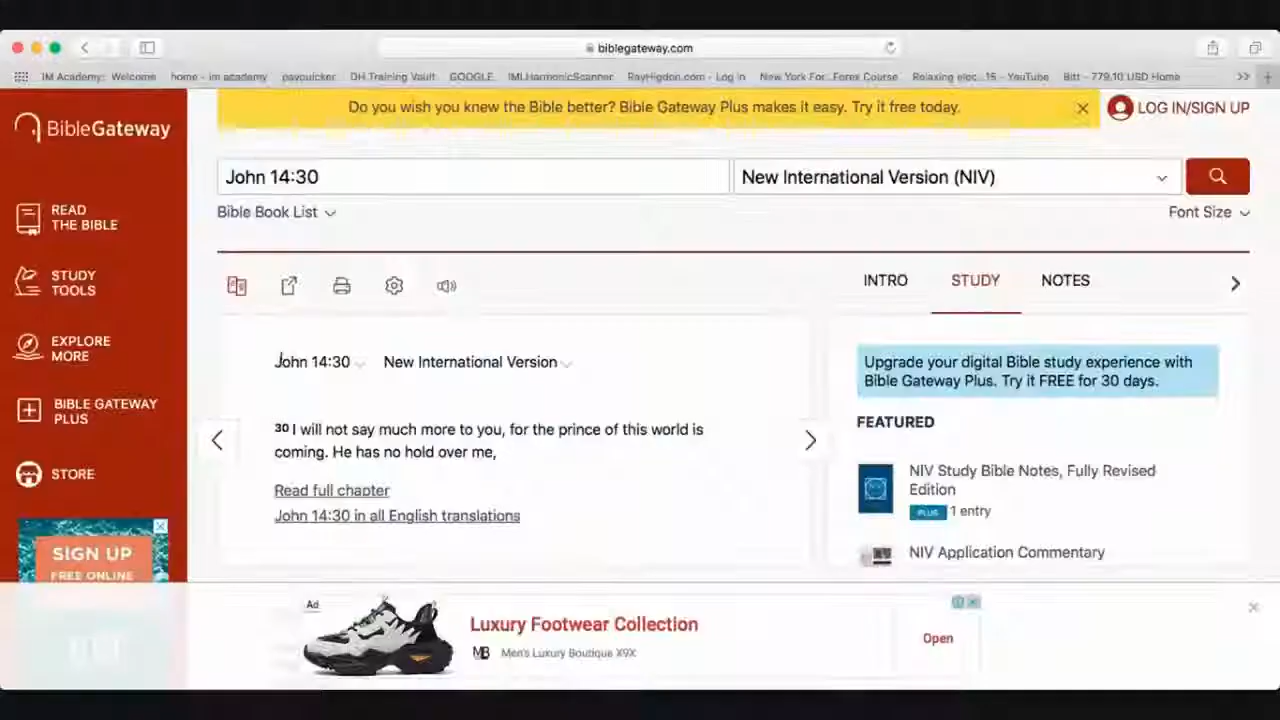 biblegateway.com
IM Academy: Welcome home - im academy paypuicker DH Training Vault GOOGLE IMLHarmonicScanner RayHigdon.com - Log in New York For...Forex Course Relaxing elec...15 - YouTube Bitt - 779.10 USD Home
Do you wish you knew the Bible better? Bible Gateway Plus makes it easy. Try it free today.
LOG IN/SIGN UP
BibleGateway
John 14:30
New International Version (NIV)
Bible Book List
Font Size
READ
THE BIBLE
STUDY
TOOLS
EXPLORE
MORE
BIBLE GATEWAY
PLUS
STORE
SIGN UP
FREE ONLINE
INTRO STUDY NOTES
John 14:30 New International Version
30 I will not say much more to you, for the prince of this world is
coming. He has no hold over me,
Read full chapter
John 14:30 in all English translations
Upgrade your digital Bible study experience with
Bible Gateway Plus. Try it FREE for 30 days.
FEATURED
NIV Study Bible Notes, Fully Revised
Edition
PLUS 1 entry
NIV Application Commentary
Ad
Luxury Footwear Collection
MB Men's Luxury Boutique X9X
Open